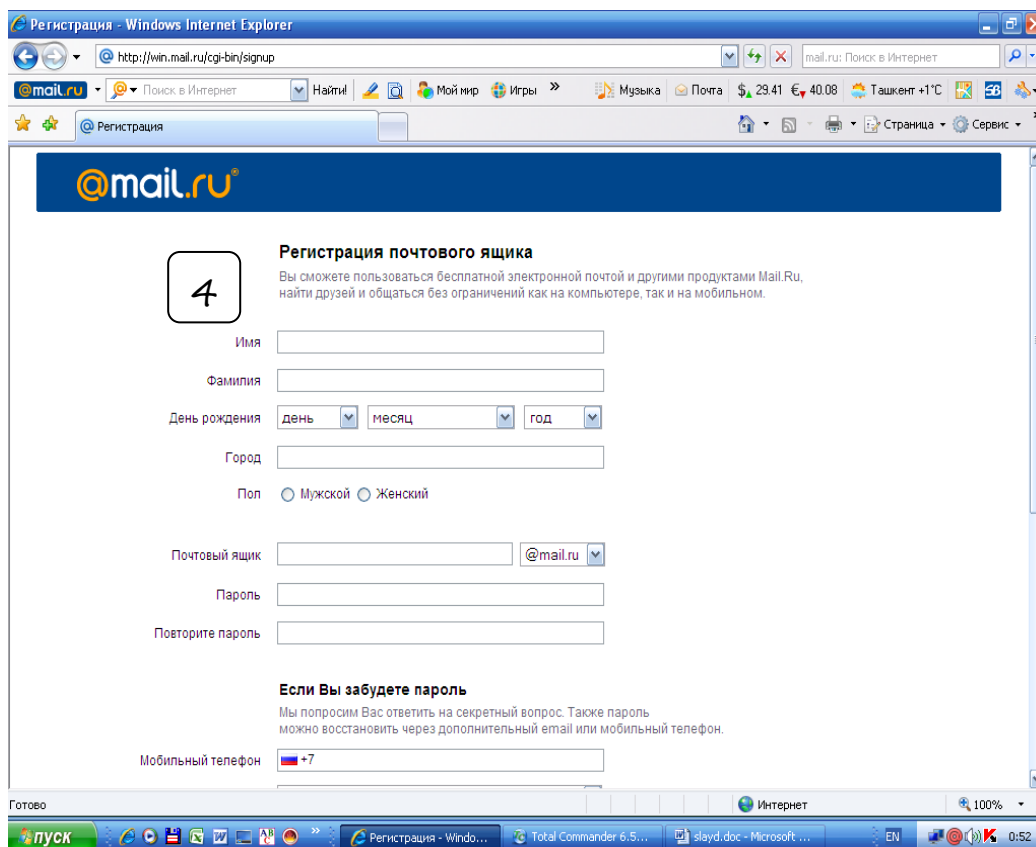 Регистрация - Windows Internet Explorer
http://win.mail.ru/cgi-bin/signup
mail.ru: Поиск в Интернет
@mail.ru Поиск в Интернет Найти! Мой мир Игры » Музыка Почта $ 29.41 € 40.08 Ташкент +1°C
Регистрация Страница Сервис
@mail.ru®
Регистрация почтового ящика
Вы сможете пользоваться бесплатной электронной почтой и другими продуктами Mail.Ru,
найти друзей и общаться без ограничений как на компьютере, так и на мобильном.
4
Имя
Фамилия
День рождения день месяц год
Город
Пол Мужской Женский
Почтовый ящик @mail.ru
Пароль
Повторите пароль
Если Вы забудете пароль
Мы попросим Вас ответить на секретный вопрос. Также пароль
можно восстановить через дополнительный email или мобильный телефон.
Мобильный телефон +7
Готово Интернет 100%
пуск » Регистрация - Windo... Total Commander 6.5... slayd.doc - Microsoft ... EN 0:52